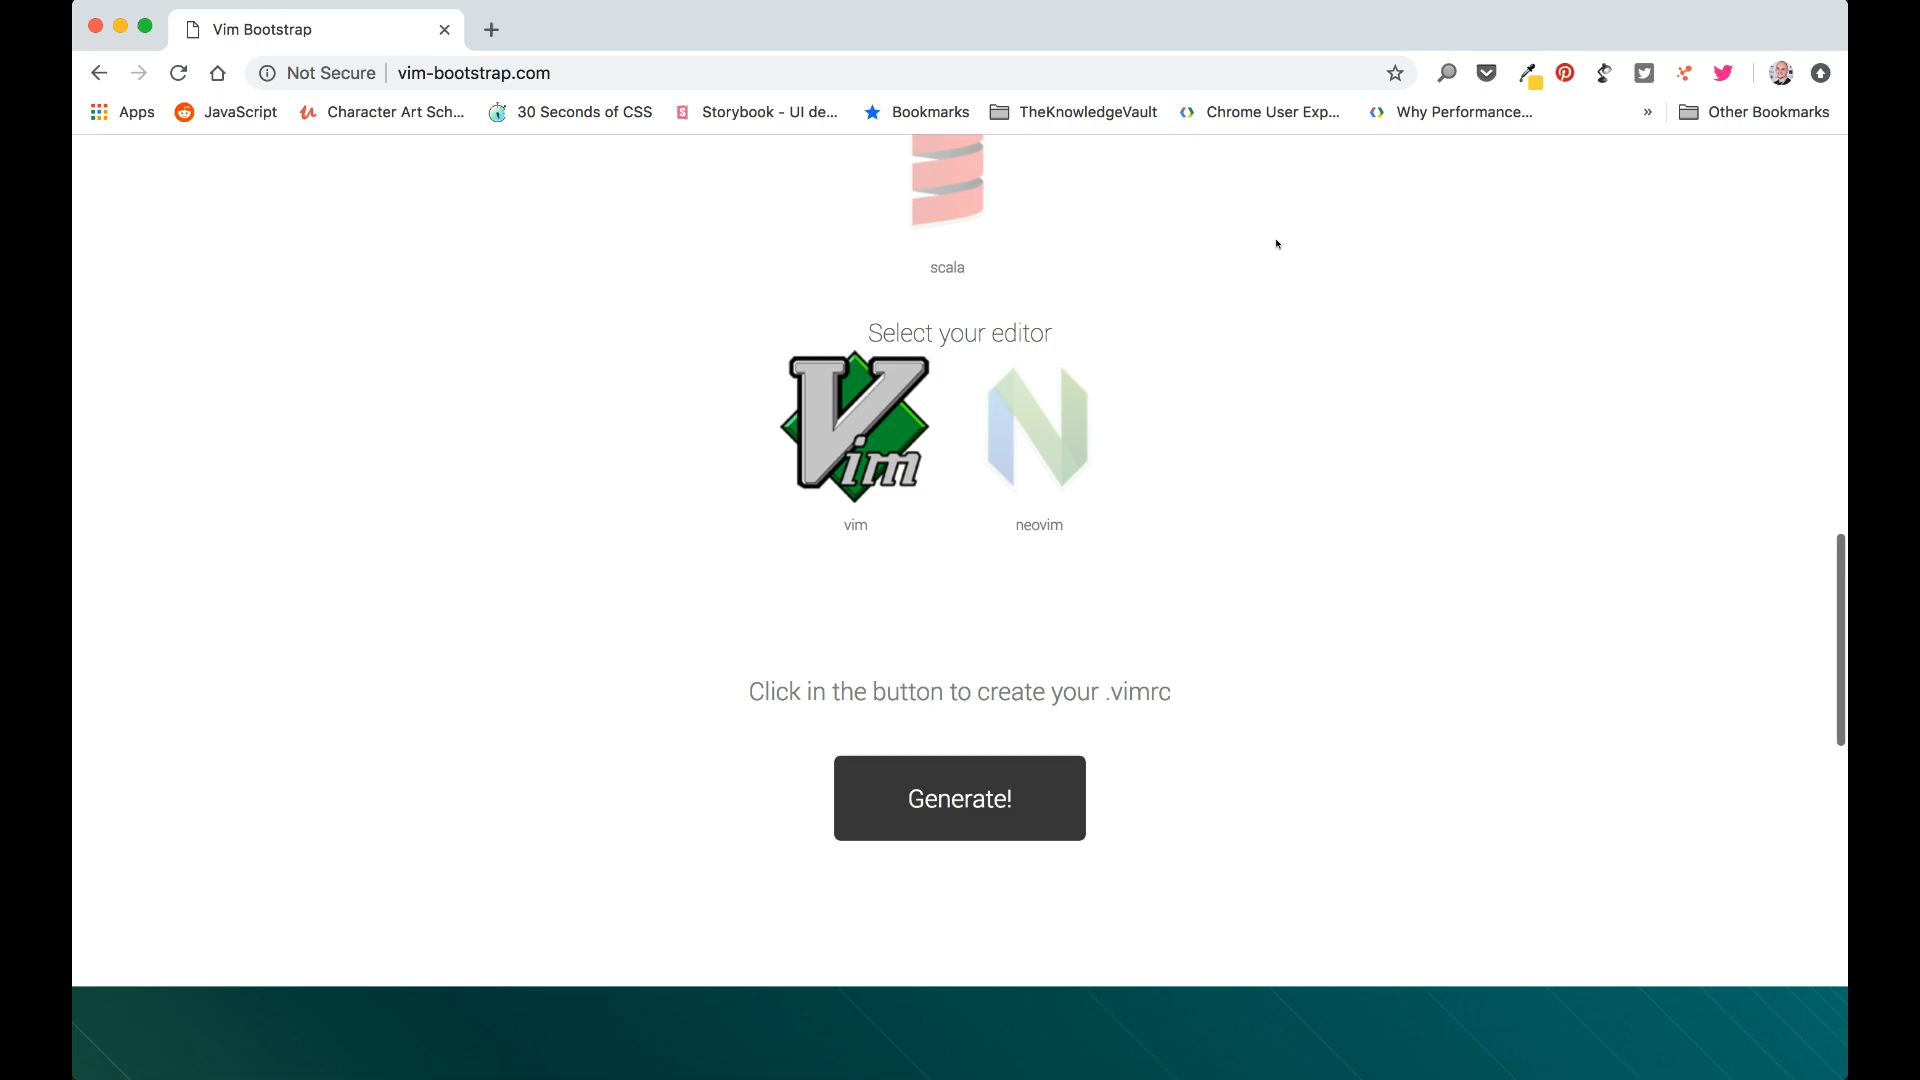 Vim Bootstrap
Not Secure vim-bootstrap.com
Apps JavaScript Character Art Sch... 30 Seconds of CSS Storybook - UI de... Bookmarks TheKnowledgeVault Chrome User Exp... Why Performance... » Other Bookmarks
scala
Select your editor
Vim N
vim neovim
Click in the button to create your .vimrc
Generate!